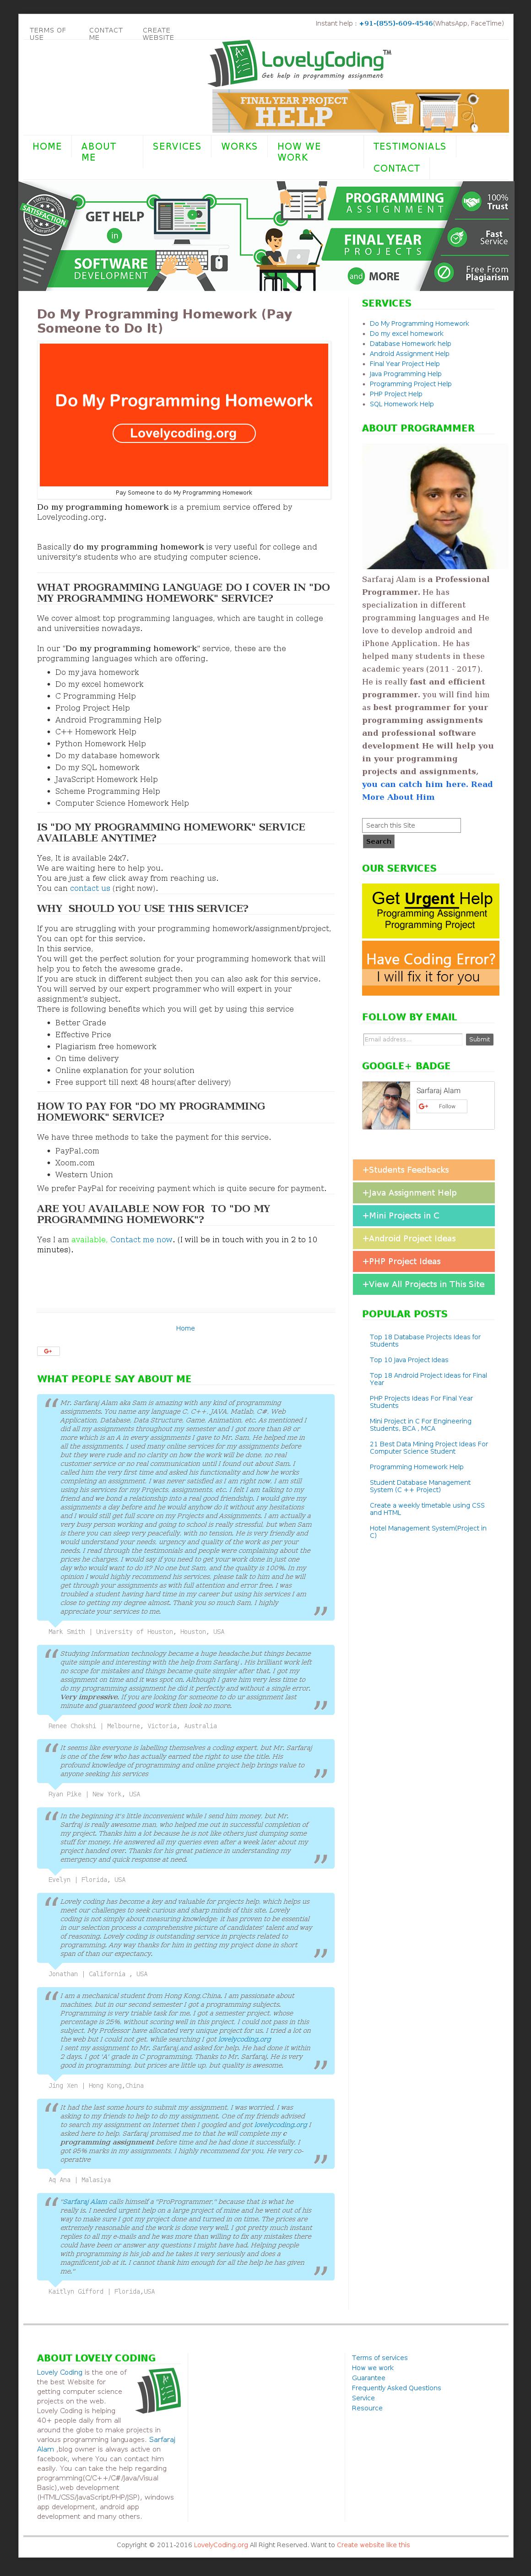 TERMS OF USE
CONTACT ME
CREATE WEBSITE
Instant help : +91-(855)-609-4546(WhatsApp, FaceTime)
LovelyCoding™
Get help in programming assignment
FINAL YEAR PROJECT
HELP
HOME
ABOUT ME
SERVICES
WORKS
HOW WE WORK
TESTIMONIALS
CONTACT
SATISFACTION
GET HELP
in
SOFTWARE
DEVELOPMENT
PROGRAMMING
ASSIGNMENT
FINAL YEAR
PROJECTS
and MORE
100%
Trust
Fast
Service
Free From
Plagiarism
Do My Programming Homework (Pay
Someone to Do It)
Do My Programming Homework
Lovelycoding.org
Pay Someone to do My Programming Homework
Do my programming homework is a premium service offered by
Lovelycoding.org.
Basically do my programming homework is very useful for college and
university's students who are studying computer science.
WHAT PROGRAMMING LANGUAGE DO I COVER IN "DO
MY PROGRAMMING HOMEWORK" SERVICE?
We cover almost top programming languages, which are taught in college
and universities nowadays.
In our "Do my programming homework" service, these are the
programming languages which are offering.
Do my java homework
Do my excel homework
C Programming Help
Prolog Project Help
Android Programming Help
C++ Homework Help
Python Homework Help
Do my database homework
Do my SQL homework
JavaScript Homework Help
Scheme Programming Help
Computer Science Homework Help
IS "DO MY PROGRAMMING HOMEWORK" SERVICE
AVAILABLE ANYTIME?
Yes, It is available 24x7.
We are waiting here to help you.
You are just a few click away from reaching us.
You can contact us (right now).
WHY  SHOULD YOU USE THIS SERVICE?
If you are struggling with your programming homework/assignment/project,
You can opt for this service.
In this service,
You will get the perfect solution for your programming homework that will
help you to fetch the awesome grade.
If you are stuck in different subject then you can also ask for this service.
You will served by our expert programmer who will expert in your
assignment's subject.
There is following benefits which you will get by using this service
Better Grade
Effective Price
Plagiarism free homework
On time delivery
Online explanation for your solution
Free support till next 48 hours(after delivery)
HOW TO PAY FOR "DO MY PROGRAMMING
HOMEWORK" SERVICE?
We have three methods to take the payment for this service.
PayPal.com
Xoom.com
Western Union
We prefer PayPal for receiving payment which is quite secure for payment.
ARE YOU AVAILABLE NOW FOR  TO "DO MY
PROGRAMMING HOMEWORK"?
Yes I am available, Contact me now. (I will be in touch with you in 2 to 10
minutes).
Home
G+
WHAT PEOPLE SAY ABOUT ME
Mr. Sarfaraj Alam aka Sam is amazing with any kind of programming
assignments. You name any language C, C++, JAVA, Matlab, C#, Web
Application, Database, Data Structure, Game, Animation, etc. As mentioned I
did all my assignments throughout my semester and I got more than 98 or
more which is an A in every assignments I gave to Mr. Sam. He helped me in
all the assignments. I used many online services for my assignments before
but they were rude and no clarity on if the work has been done, no real
customer service or no real communication until I found out about Sam. I
called him the very first time and asked his functionality and how he works
completing an assignment. I was never satisfied as I am right now. I am still
using his services for my Projects, assignments, etc. I felt I am talking to my
friend and we bond a relationship into a real good friendship. I would give my
assignments a day before and he would anyhow do it without any hesitations
and I would still get full score on my Projects and Assignments. I am actually a
very busy person working and going to school is really stressful, but when Sam
is there you can sleep very peacefully, with no tension. He is very friendly and
would understand your needs, urgency and quality of the work as per your
needs. I read through the testimonials and people were complaining about the
prices he charges, I would say if you need to get your work done in just one
day who would want to do it? No one but Sam, and the quality is 100%. In my
opinion I would highly recommend his services, please talk to him and he will
get through your assignments as with full attention and error free. I was
troubled a student having hard time in my career but using his services I am
close to getting my degree almost. Thank you so much Sam. I highly
appreciate your services to me.
Mark Smith | University of Houston, Houston, USA
Studying Information technology became a huge headache,but things became
quite simple and interesting with the help from Sarfaraj . His brilliant work left
no scope for mistakes and things became quite simpler after that. I got my
assignment on time and it was spot on. Although I gave him very less time to
do my programming assignment he did it perfectly and without a single error.
Very impressive. If you are looking for someone to do ur assignment last
minute and guaranteed good work then look no more.
Renee Chokshi | Melbourne, Victoria, Australia
It seems like everyone is labelling themselves a coding expert, but Mr. Sarfaraj
is one of the few who has actually earned the right to use the title. His
profound knowledge of programming and online project help brings value to
anyone seeking his services
Ryan Pike | New York, USA
In the beginning it's little inconvenient while I send him money, but Mr.
Sarfraj is really awesome man, who helped me out in successful completion of
my project. Thanks him a lot because he is not like others just dumping some
stuff for money. He answered all my queries even after a week later about my
project handed over. Thanks for his great patience in understanding my
emergency and quick response at need.
Evelyn | Florida, USA
Lovely coding has become a key and valuable for projects help, which helps us
meet our challenges to seek curious and sharp minds of this site. Lovely
coding is not simply about measuring knowledge; it has proven to be essential
in our selection process a comprehensive picture of candidates' talent and way
of reasoning. Lovely coding is outstanding service in projects related to
programming. Any way thanks for him in getting my project done in short
span of than our expectancy.
Jonathan | California , USA
I am a mechanical student from Hong Kong,China. I am passionate about
machines, but in our second semester I got a programming subjects.
Programming is very triable task for me. I got a semester project, whose
percentage is 25%, without scoring well in this project, I could not pass in this
subject. My Professor have allocated very unique project for us. I tried a lot on
the web but I could not get, while searching I got lovelycoding.org
I sent my assignment to Mr. Sarfaraj,and asked for help. He had done it within
2 days. I got 'A' grade in C programming. Thanks to Mr. Sarfaraj, He is very
good in programming, but prices are little up, but quality is awesome.
Jing Xen | Hong Kong,China
It had the last some hours to submit my assignment, I was worried, I was
asking to my friends to help to do my assignment. One of my friends advised
to search my assignment on internet then I googled and got lovelycoding.org I
asked here to help, Sarfaraj promised me to that he will complete my c
programming assignment before time and he had done it successfully, I
got 95% marks in my assignments, I highly recommend for you. He very co-
operative
Aq Ana | Malasiya
"Sarfaraj Alam calls himself a "ProProgrammer," because that is what he
really is. I needed urgent help on a large project of mine and he went out of his
way to make sure I got my project done and turned in on time. The prices are
extremely reasonable and the work is done very well. I got pretty much instant
replies to all my e-mails and he was more than willing to fix any mistakes there
could have been or answer any questions I might have had. Helping people
with programming is his job and he takes it very seriously and does a
magnificent job at it. I cannot thank him enough for all the help he has given
me."
Kaitlyn Gifford | Florida,USA
SERVICES
Do My Programming Homework
Do my excel homework
Database Homework help
Android Assignment Help
Final Year Project Help
Java Programming Help
Programming Project Help
PHP Project Help
SQL Homework Help
ABOUT PROGRAMMER
Sarfaraj Alam is a Professional
Programmer. He has
specialization in different
programming languages and He
love to develop android and
iPhone Application. He has
helped many students in these
academic years (2011 - 2017).
He is really fast and efficient
programmer. you will find him
as best programmer for your
programming assignments
and professional software
development He will help you
in your programming
projects and assignments,
you can catch him here. Read
More About Him
Search this Site
Search
OUR SERVICES
Get Urgent Help
Programming Assignment
Programming Project
Have Coding Error?
I will fix it for you
FOLLOW BY EMAIL
Email address...
Submit
GOOGLE+ BADGE
Sarfaraj Alam
G+ Follow
+Students Feedbacks
+Java Assignment Help
+Mini Projects in C
+Android Project Ideas
+PHP Project Ideas
+View All Projects in This Site
POPULAR POSTS
Top 18 Database Projects Ideas for
Students
Top 10 Java Project Ideas
Top 18 Android Project Ideas for Final
Year
PHP Projects Ideas For Final Year
Students
Mini Project in C For Engineering
Students, BCA , MCA
21 Best Data Mining Project Ideas For
Computer Science Student
Programming Homework Help
Student Database Management
System (C ++ Project)
Create a weekly timetable using CSS
and HTML
Hotel Management System(Project in
C)
ABOUT LOVELY CODING
Lovely Coding is the one of
the best Website for
getting computer science
projects on the web.
Lovely Coding is helping
40+ people daily from all
around the globe to make projects in
various programming languages. Sarfaraj
Alam ,blog owner is always active on
facebook, where You can contact him
easily. You can take the help regarding
programming(C/C++/C#/Java/Visual
Basic),web development
(HTML/CSS/JavaScript/PHP/JSP), windows
app development, android app
development and many others.
Terms of services
How we work
Guarantee
Frequently Asked Questions
Service
Resource
Copyright © 2011-2016 LovelyCoding.org All Right Reserved. Want to Create website like this